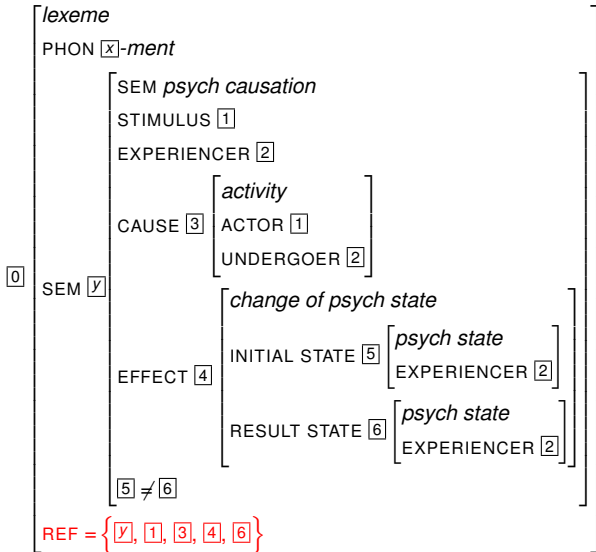 lexeme
PHON x-ment
SEM psych causation
STIMULUS 1
EXPERIENCER 2
activity
CAUSE 3 ACTOR 1
UNDERGOER 2
0 SEM y
change of psych state
psych state
INITIAL STATE 5
EXPERIENCER 2
EFFECT 4
psych state
RESULT STATE 6
EXPERIENCER 2
5 ≠ 6
REF = {y, 1, 3, 4, 6}